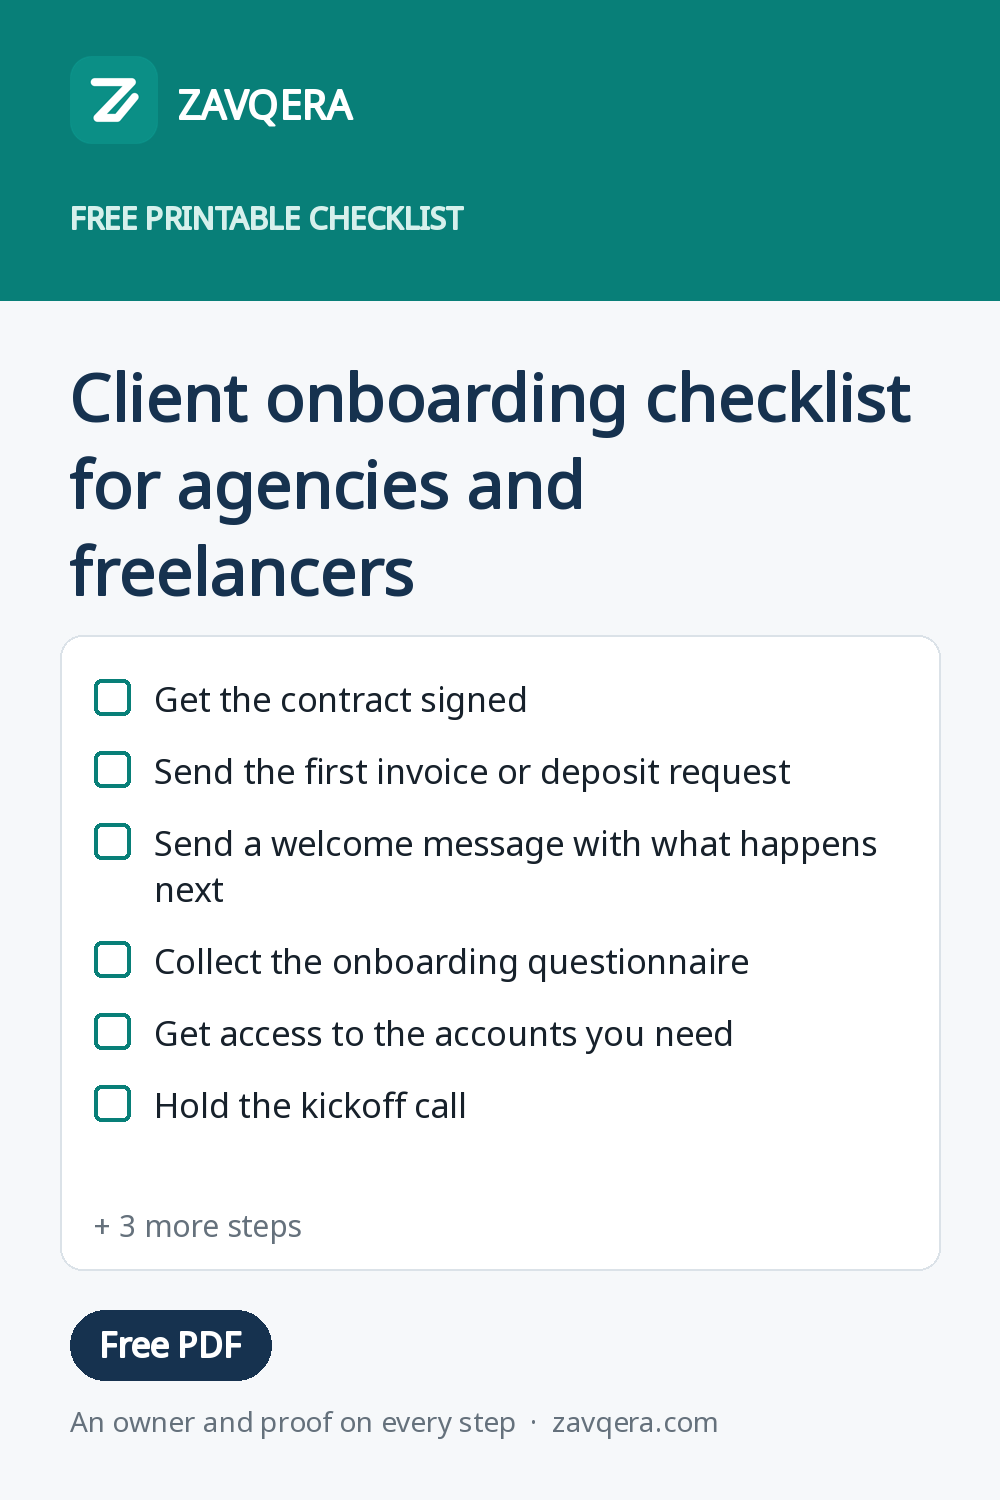 ZAVQERA
FREE PRINTABLE CHECKLIST
Client onboarding checklist
for agencies and
freelancers
Get the contract signed
Send the first invoice or deposit request
Send a welcome message with what happens
next
Collect the onboarding questionnaire
Get access to the accounts you need
Hold the kickoff call
+ 3 more steps
Free PDF
An owner and proof on every step · zavqera.com